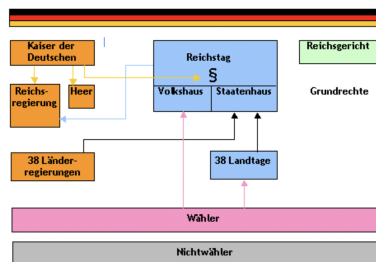 Kaiser der
Deutschen
Reichstag
§
Volkshaus
Staatenhaus
Reichsgericht
Reichs-
regierung
Heer
Grundrechte
38 Länder-
regierungen
38 Landtage
Wähler
Nichtwähler